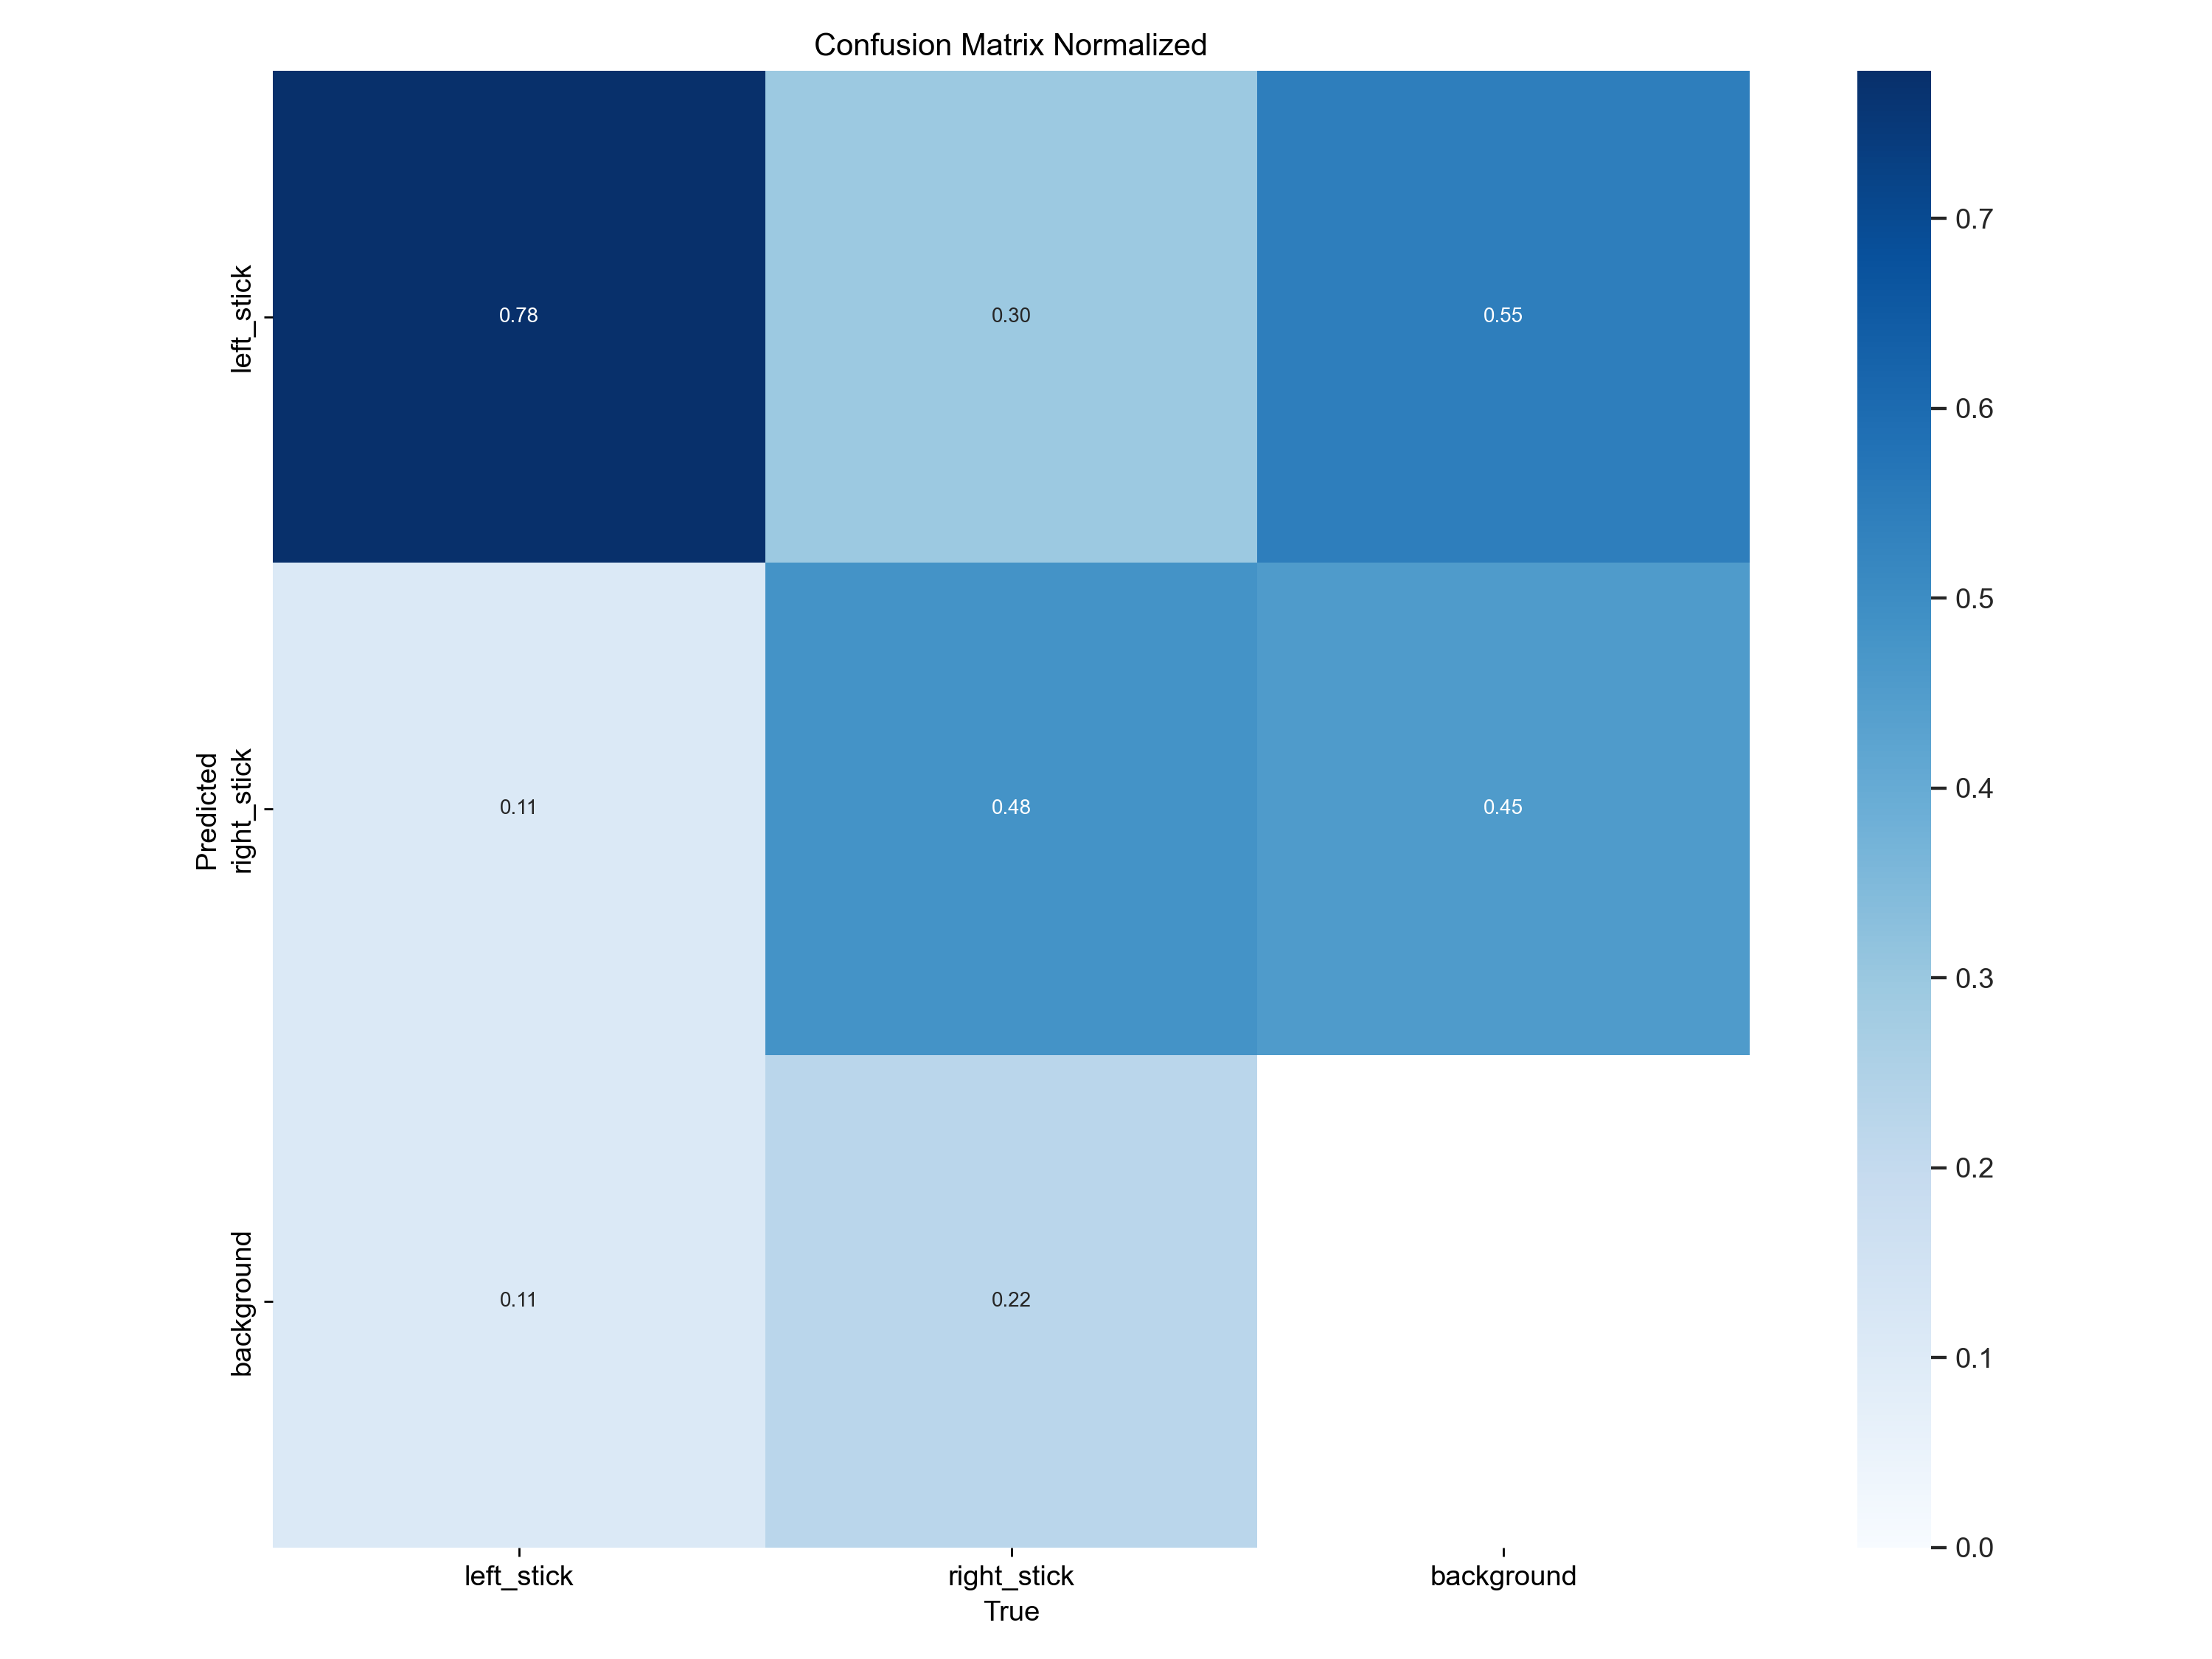 Confusion Matrix Normalized
left_stick
0.78
0.30
0.55
Predicted
right_stick
0.11
0.48
0.45
background
0.11
0.22
left_stick
right_stick
background
True
0.7
0.6
0.5
0.4
0.3
0.2
0.1
0.0